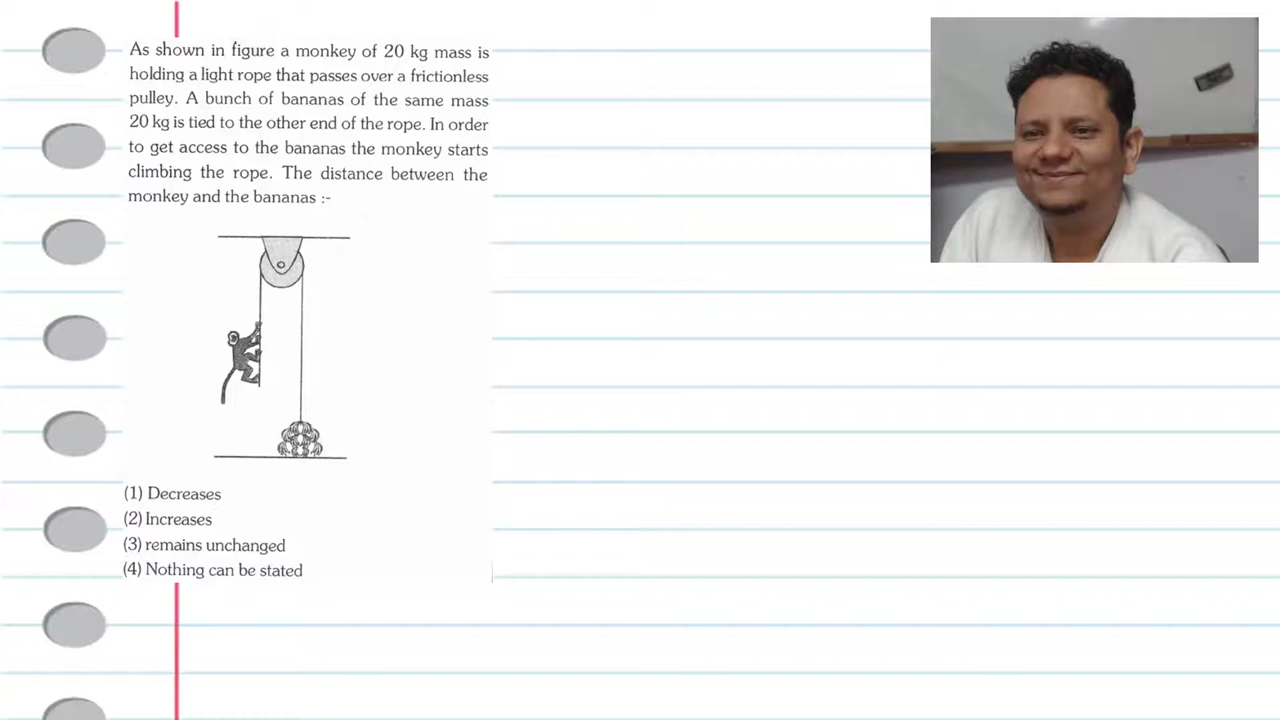 As shown in figure a monkey of 20 kg mass is
holding a light rope that passes over a frictionless
pulley. A bunch of bananas of the same mass
20 kg is tied to the other end of the rope. In order
to get access to the bananas the monkey starts
climbing the rope. The distance between the
monkey and the bananas :-
(1) Decreases
(2) Increases
(3) remains unchanged
(4) Nothing can be stated